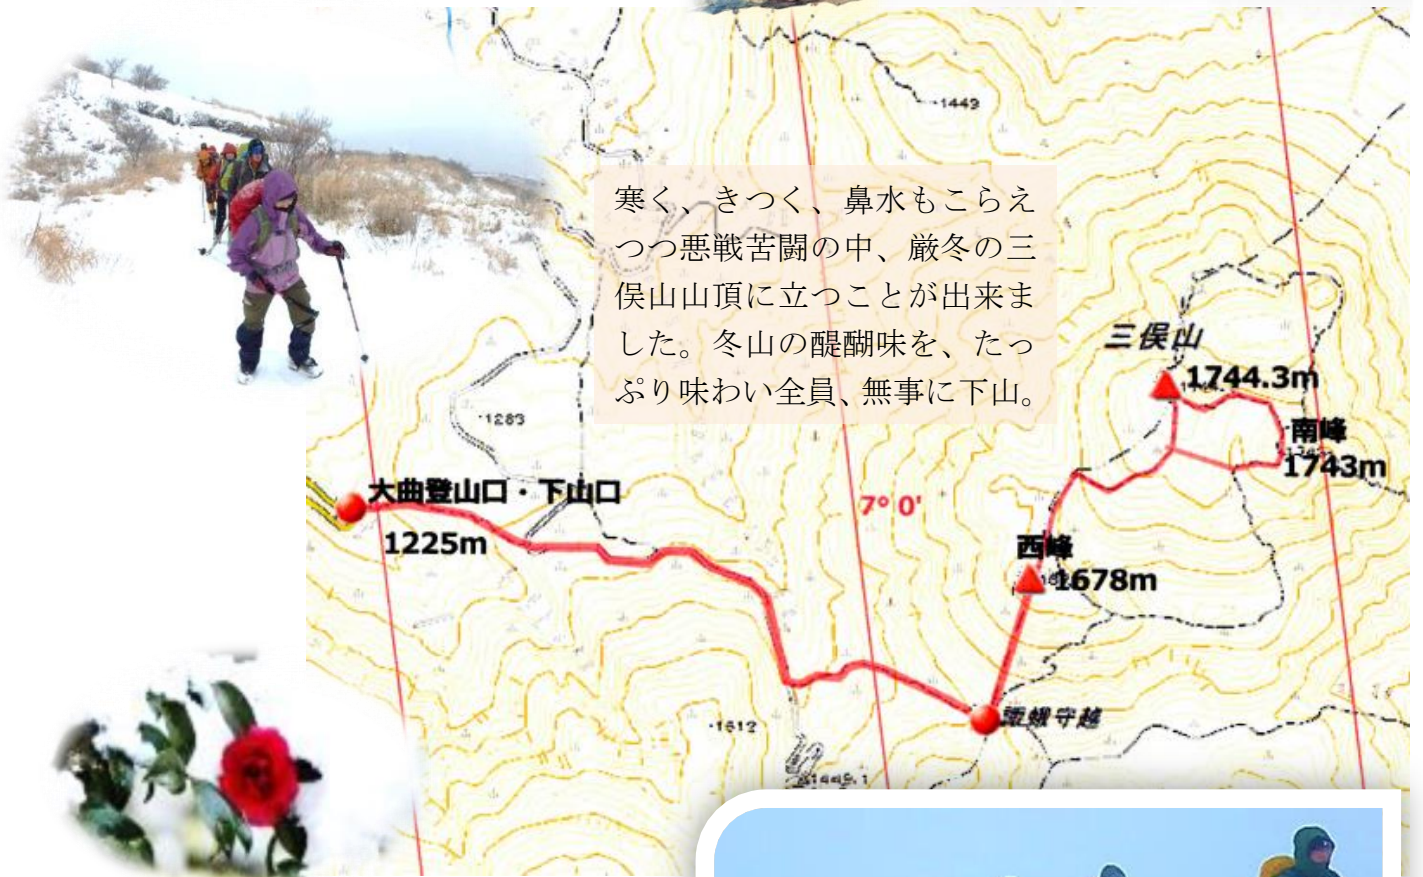 ・1449
寒く、きつく、鼻水もこらえ
つつ悪戦苦闘の中、厳冬の三
俣山山頂に立つことが出来ま
した。冬山の醍醐味を、たっ
ぷり味わい全員、無事に下山。
三俣山
1744.3m
南峰
1743m
・1283
大曲登山口・下山口
1225m
7° 0'
西峰
1678m
・1612
守越
1449.1